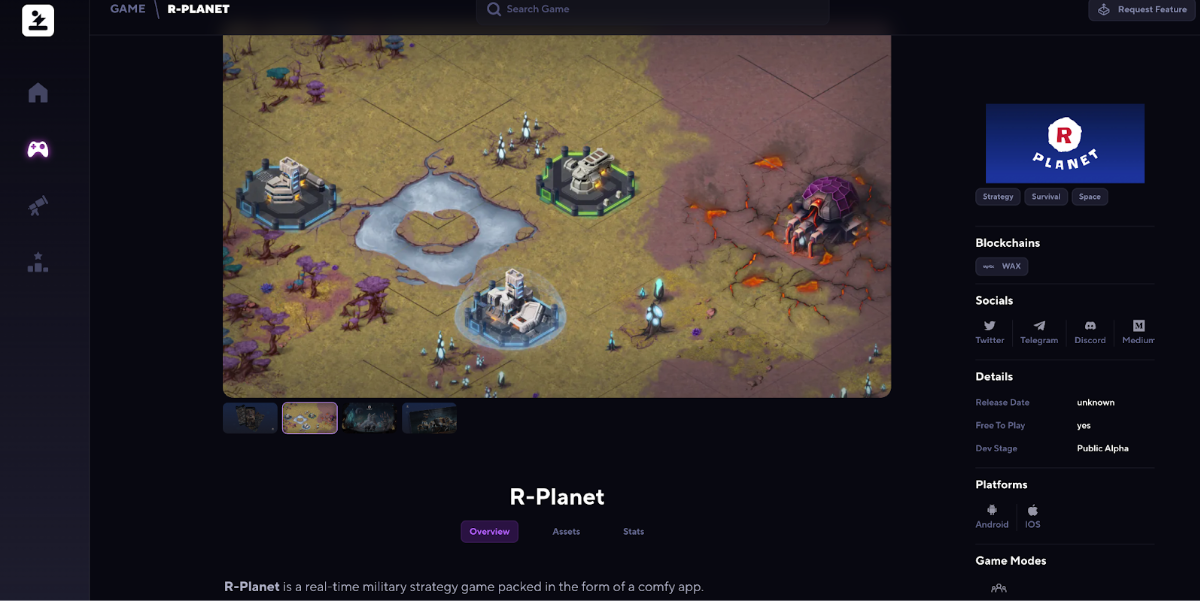 GAME \ R-PLANET
Search Game
Request Feature
R
PLANET
Strategy Survival Space
Blockchains
WAX
Socials
Twitter Telegram Discord Medium
Details
Release Date unknown
Free To Play yes
Dev Stage Public Alpha
Platforms
Android IOS
Game Modes
R-Planet
Overview Assets Stats
R-Planet is a real-time military strategy game packed in the form of a comfy app.